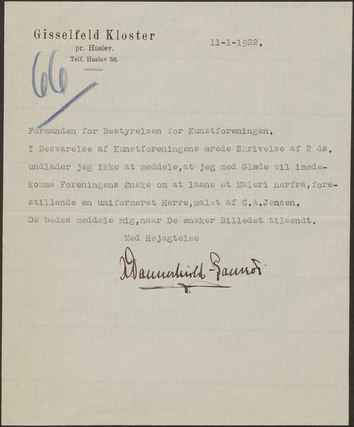 Gisselfeld Kloster
pr. Haslev.
Telf. Haslev 36.
11-1-1922.
66
Formanden for Bestyrelsen for Kunstforeningen.
I Besvarelse af Kunstforeningens ærede Skrivelse af 2 ds.
undlader jeg ikke at meddele,at jeg med Glæde vil imøde-
komme Foreningens Ønske om at laane et Maleri herfra,fore-
stillende en uniformeret Herre,malet af C.A.Jensen.
De bedes meddele mig,naar De ønsker Billedet tilsendt.
Med Højagtelse
Danneskiold-Samsøe